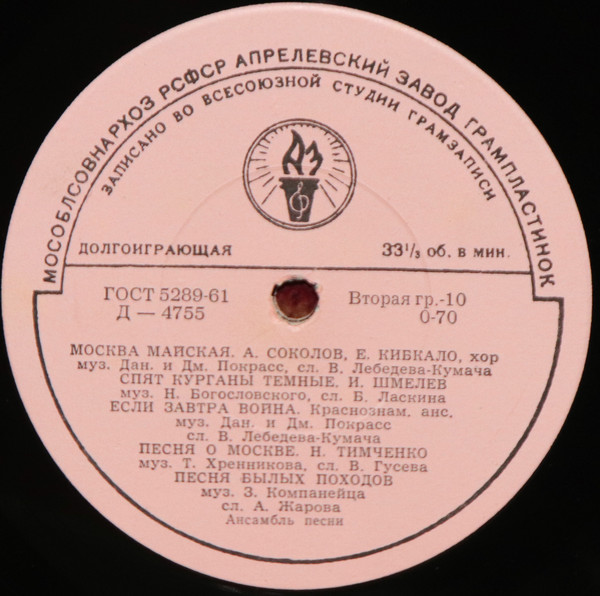 МОСОБЛСОВНАРХОЗ РСФСР АПРЕЛЕВСКИЙ ЗАВОД ГРАМПЛАСТИНОК
ЗАПИСАНО ВО ВСЕСОЮЗНОЙ СТУДИИ ГРАМЗАПИСИ
АЗ
ДОЛГОИГРАЮЩАЯ 33¹/₃ об. в мин.
ГОСТ 5289-61 Вторая гр.-10
Д — 4755 0-70
МОСКВА МАЙСКАЯ. А. СОКОЛОВ, Е. КИБКАЛО, хор
муз. Дан. и Дм. Покрасс, сл. В. Лебедева-Кумача
СПЯТ КУРГАНЫ ТЕМНЫЕ. И. ШМЕЛЕВ
муз. Н. Богословского, сл. Б. Ласкина
ЕСЛИ ЗАВТРА ВОЙНА. Краснознам. анс.
муз. Дан. и Дм. Покрасс
сл. В. Лебедева-Кумача
ПЕСНЯ О МОСКВЕ. Н. ТИМЧЕНКО
муз. Т. Хренникова, сл. В. Гусева
ПЕСНЯ БЫЛЫХ ПОХОДОВ
муз. З. Компанейца
сл. А. Жарова
Ансамбль песни